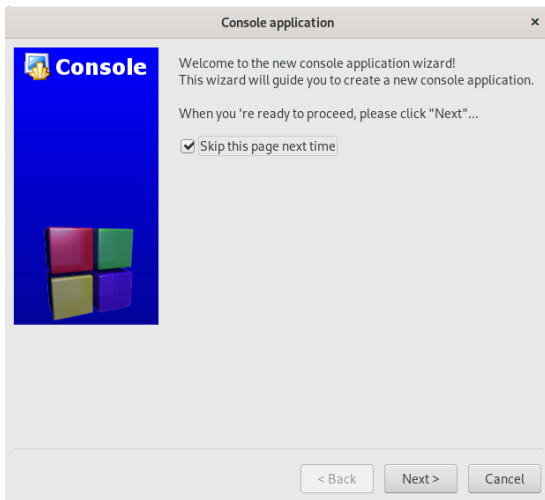 Console application
Console
Welcome to the new console application wizard!
This wizard will guide you to create a new console application.
When you 're ready to proceed, please click "Next"...
Skip this page next time
< Back
Next >
Cancel